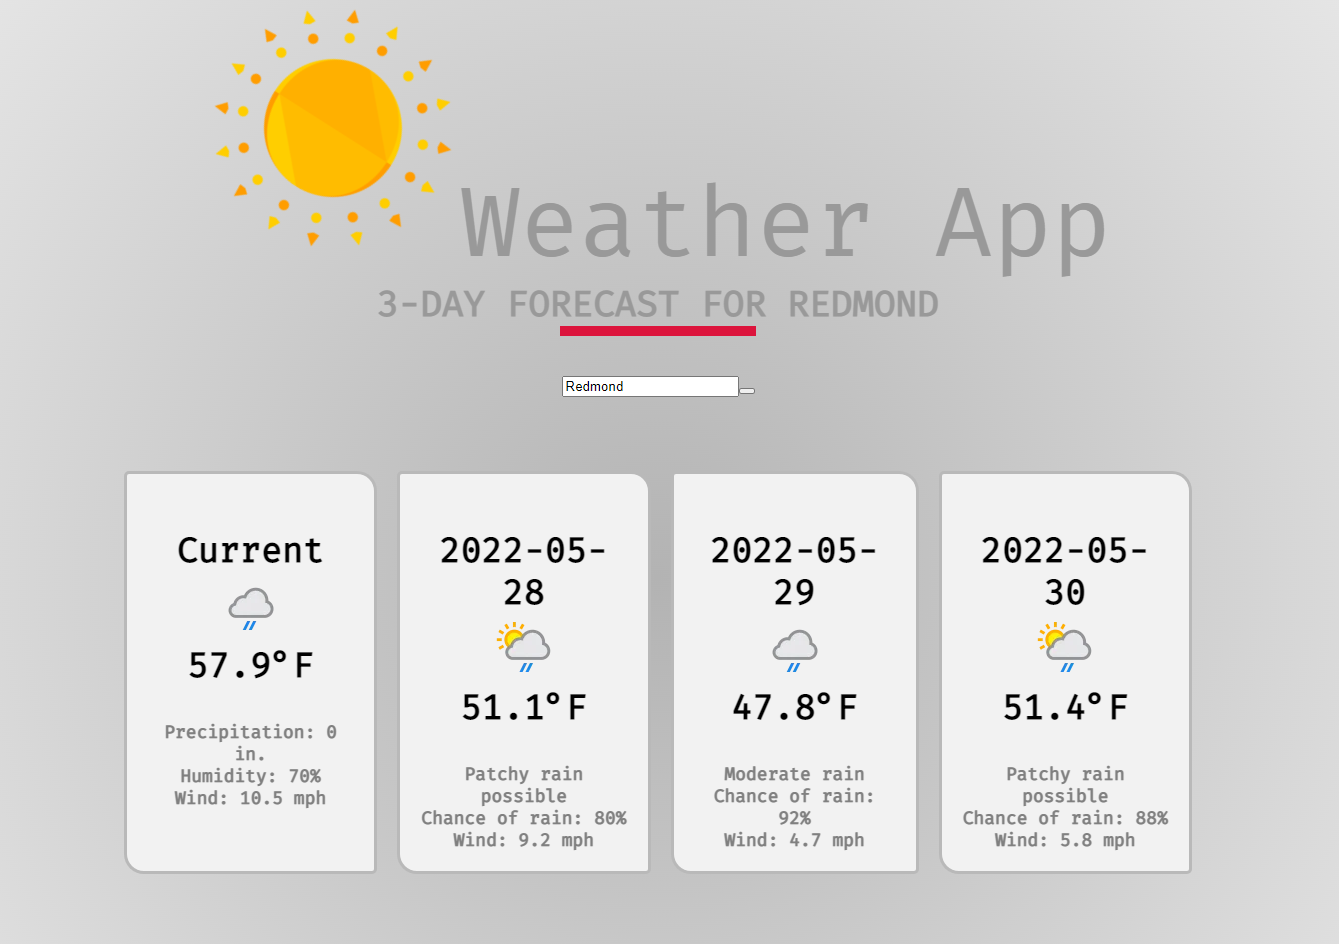 Weather App
3-DAY FORECAST FOR REDMOND
Redmond
Current
57.9°F
Precipitation: 0
in.
Humidity: 70%
Wind: 10.5 mph
2022-05-
28
51.1°F
Patchy rain
possible
Chance of rain: 80%
Wind: 9.2 mph
2022-05-
29
47.8°F
Moderate rain
Chance of rain:
92%
Wind: 4.7 mph
2022-05-
30
51.4°F
Patchy rain
possible
Chance of rain: 88%
Wind: 5.8 mph